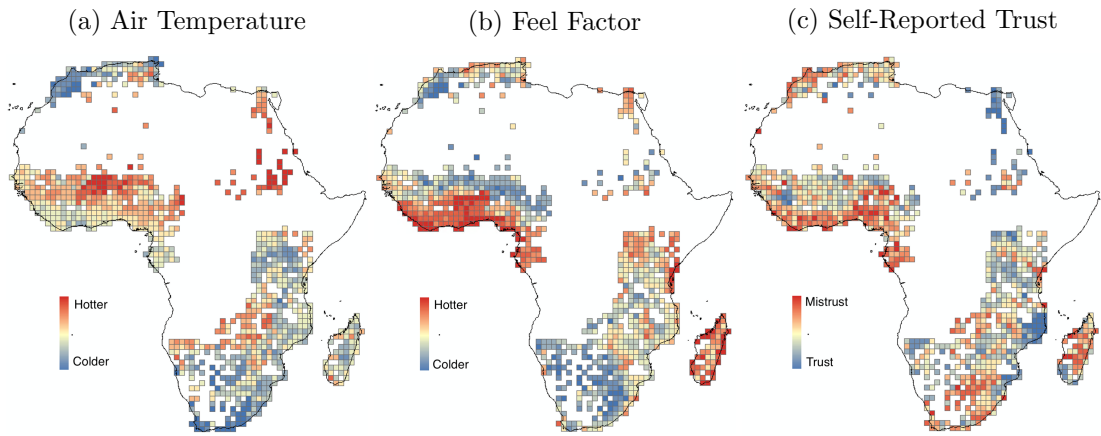 (a) Air Temperature
(b) Feel Factor
(c) Self-Reported Trust
Hotter
Colder
Hotter
Colder
Mistrust
Trust